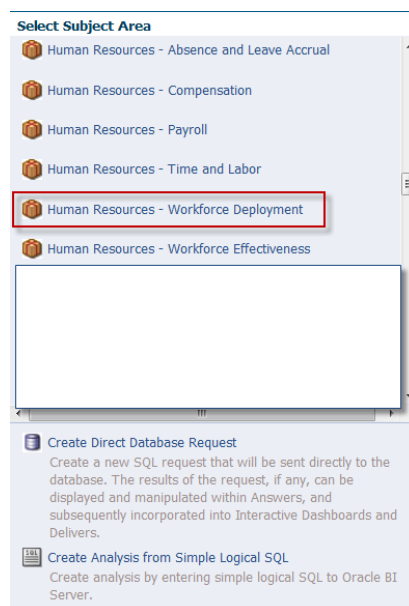 Select Subject Area
Human Resources - Absence and Leave Accrual
Human Resources - Compensation
Human Resources - Payroll
Human Resources - Time and Labor
Human Resources - Workforce Deployment
Human Resources - Workforce Effectiveness
Create Direct Database Request
Create a new SQL request that will be sent directly to the
database. The results of the request, if any, can be
displayed and manipulated within Answers, and
subsequently incorporated into Interactive Dashboards and
Delivers.
SQL
Create Analysis from Simple Logical SQL
Create analysis by entering simple logical SQL to Oracle BI
Server.